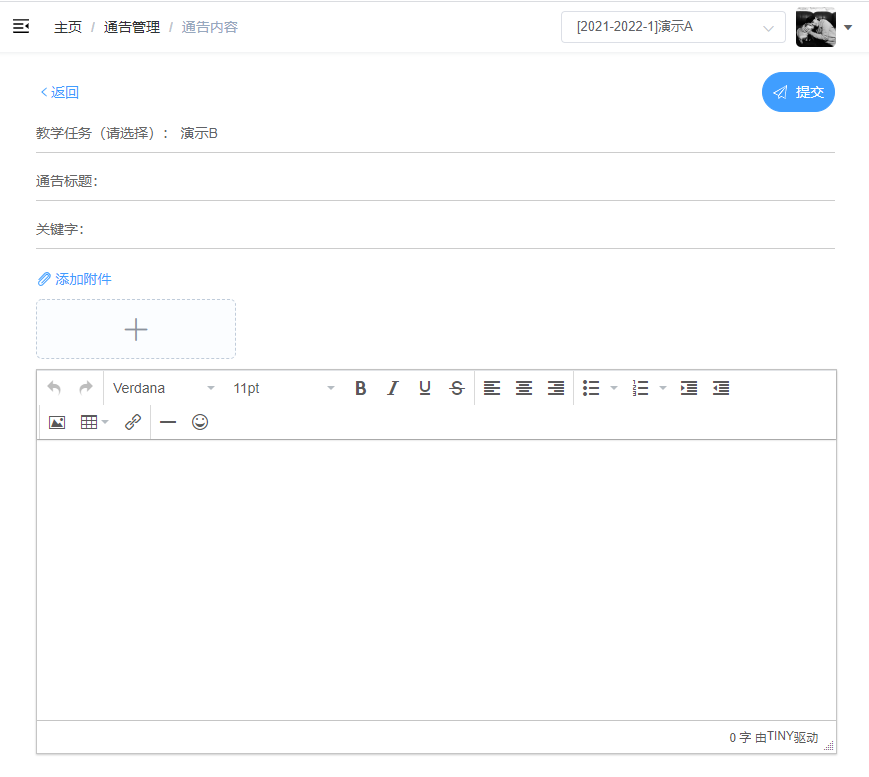 主页 / 通告管理 / 通告内容 [2021-2022-1]演示A
返回 提交
教学任务（请选择）： 演示B
通告标题:
关键字:
添加附件
Verdana 11pt B I U S
0 字 由TINY驱动